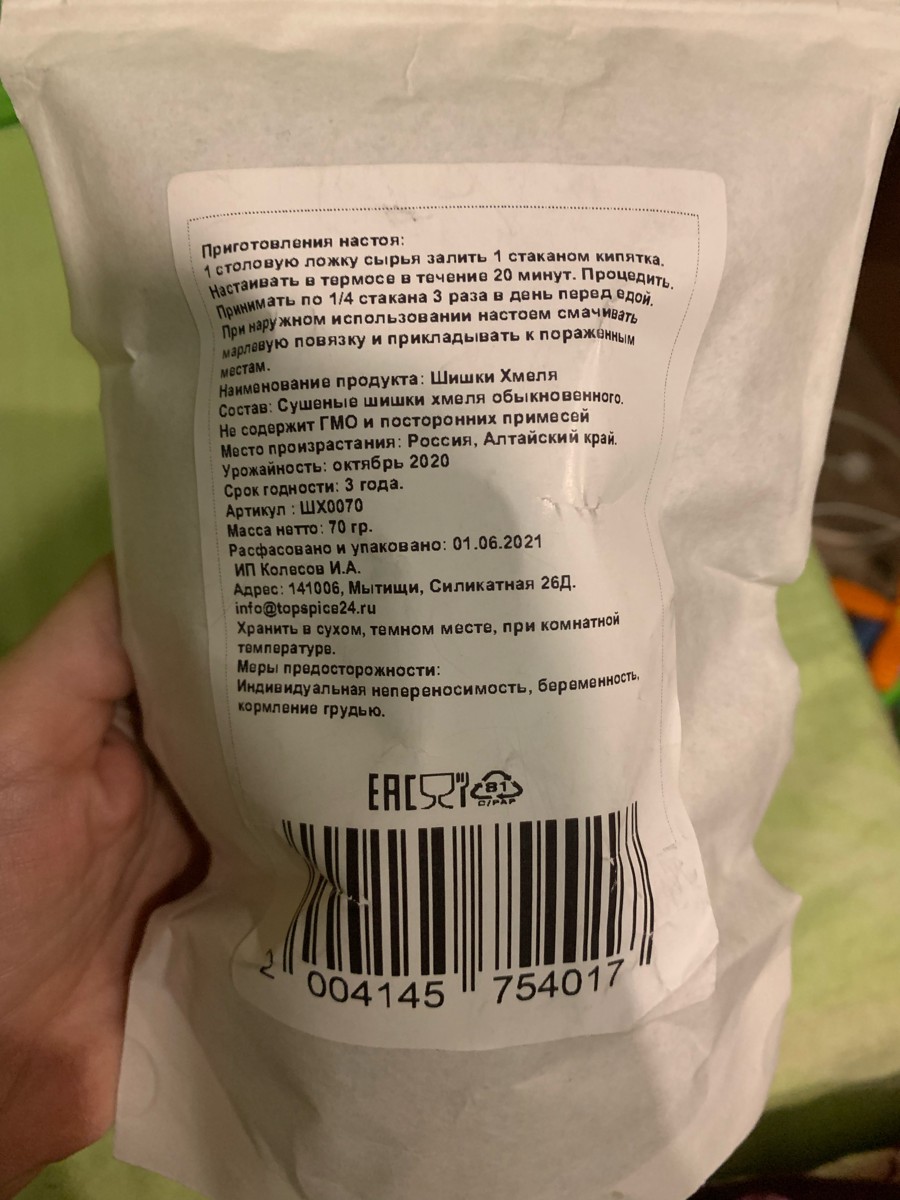 Приготовления настоя:
1 столовую ложку сырья залить 1 стаканом кипятка.
Настаивать в термосе в течение 20 минут. Процедить.
Принимать по 1/4 стакана 3 раза в день перед едой.
При наружном использовании настоем смачивать
марлевую повязку и прикладывать к пораженным
местам.
Наименование продукта: Шишки Хмеля
Состав: Сушеные шишки хмеля обыкновенного.
Не содержит ГМО и посторонних примесей
Место произрастания: Россия, Алтайский край.
Урожайность: октябрь 2020
Срок годности: 3 года.
Артикул : ШХ0070
Масса нетто: 70 гр.
Расфасовано и упаковано: 01.06.2021
ИП Колесов И.А.
Адрес: 141006, Мытищи, Силикатная 26Д.
info@topspice24.ru
Хранить в сухом, темном месте, при комнатной
температуре.
Меры предосторожности:
Индивидуальная непереносимость, беременность,
кормление грудью.
EAC 81
C/PAP
2 004145 754017